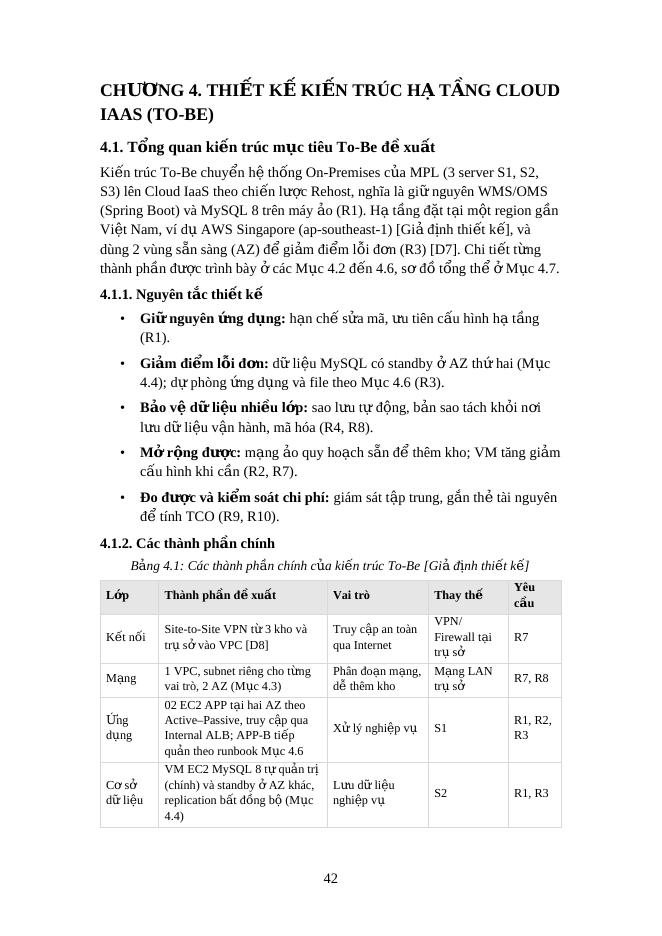 CHƯƠNG 4. THIẾT KẾ KIẾN TRÚC HẠ TẦNG CLOUD
IAAS (TO-BE)
4.1. Tổng quan kiến trúc mục tiêu To-Be đề xuất
Kiến trúc To-Be chuyển hệ thống On-Premises của MPL (3 server S1, S2,
S3) lên Cloud IaaS theo chiến lược Rehost, nghĩa là giữ nguyên WMS/OMS
(Spring Boot) và MySQL 8 trên máy ảo (R1). Hạ tầng đặt tại một region gần
Việt Nam, ví dụ AWS Singapore (ap-southeast-1) [Giả định thiết kế], và
dùng 2 vùng sẵn sàng (AZ) để giảm điểm lỗi đơn (R3) [D7]. Chi tiết từng
thành phần được trình bày ở các Mục 4.2 đến 4.6, sơ đồ tổng thể ở Mục 4.7.
4.1.1. Nguyên tắc thiết kế
• Giữ nguyên ứng dụng: hạn chế sửa mã, ưu tiên cấu hình hạ tầng
(R1).
• Giảm điểm lỗi đơn: dữ liệu MySQL có standby ở AZ thứ hai (Mục
4.4); dự phòng ứng dụng và file theo Mục 4.6 (R3).
• Bảo vệ dữ liệu nhiều lớp: sao lưu tự động, bản sao tách khỏi nơi
lưu dữ liệu vận hành, mã hóa (R4, R8).
• Mở rộng được: mạng ảo quy hoạch sẵn để thêm kho; VM tăng giảm
cấu hình khi cần (R2, R7).
• Đo được và kiểm soát chi phí: giám sát tập trung, gắn thẻ tài nguyên
để tính TCO (R9, R10).
4.1.2. Các thành phần chính
Bảng 4.1: Các thành phần chính của kiến trúc To-Be [Giả định thiết kế]
Lớp
Thành phần đề xuất
Vai trò
Thay thế
Yêu
cầu
Kết nối
Site-to-Site VPN từ 3 kho và
trụ sở vào VPC [D8]
Truy cập an toàn
qua Internet
VPN/
Firewall tại
trụ sở
R7
Mạng
1 VPC, subnet riêng cho từng
vai trò, 2 AZ (Mục 4.3)
Phân đoạn mạng,
dễ thêm kho
Mạng LAN
trụ sở
R7, R8
Ứng
dụng
02 EC2 APP tại hai AZ theo
Active–Passive, truy cập qua
Internal ALB; APP-B tiếp
quản theo runbook Mục 4.6
Xử lý nghiệp vụ
S1
R1, R2,
R3
Cơ sở
dữ liệu
VM EC2 MySQL 8 tự quản trị
(chính) và standby ở AZ khác,
replication bất đồng bộ (Mục
4.4)
Lưu dữ liệu
nghiệp vụ
S2
R1, R3
42